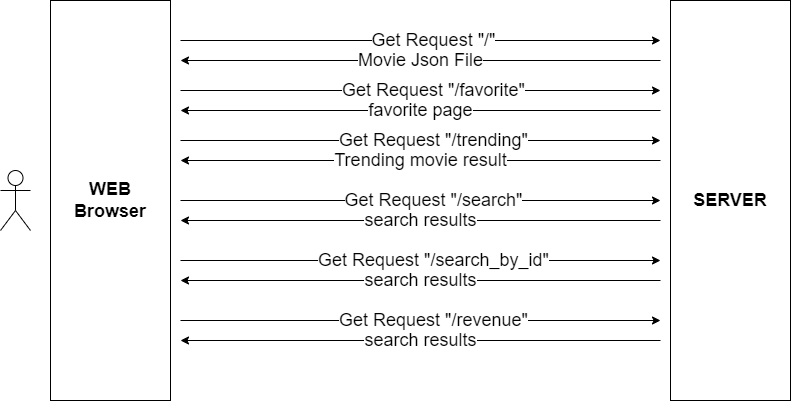 Get Request "/"
Movie Json File
Get Request "/favorite"
favorite page
Get Request "/trending"
Trending movie result
WEB
Browser
SERVER
Get Request "/search"
search results
Get Request "/search_by_id"
search results
Get Request "/revenue"
search results